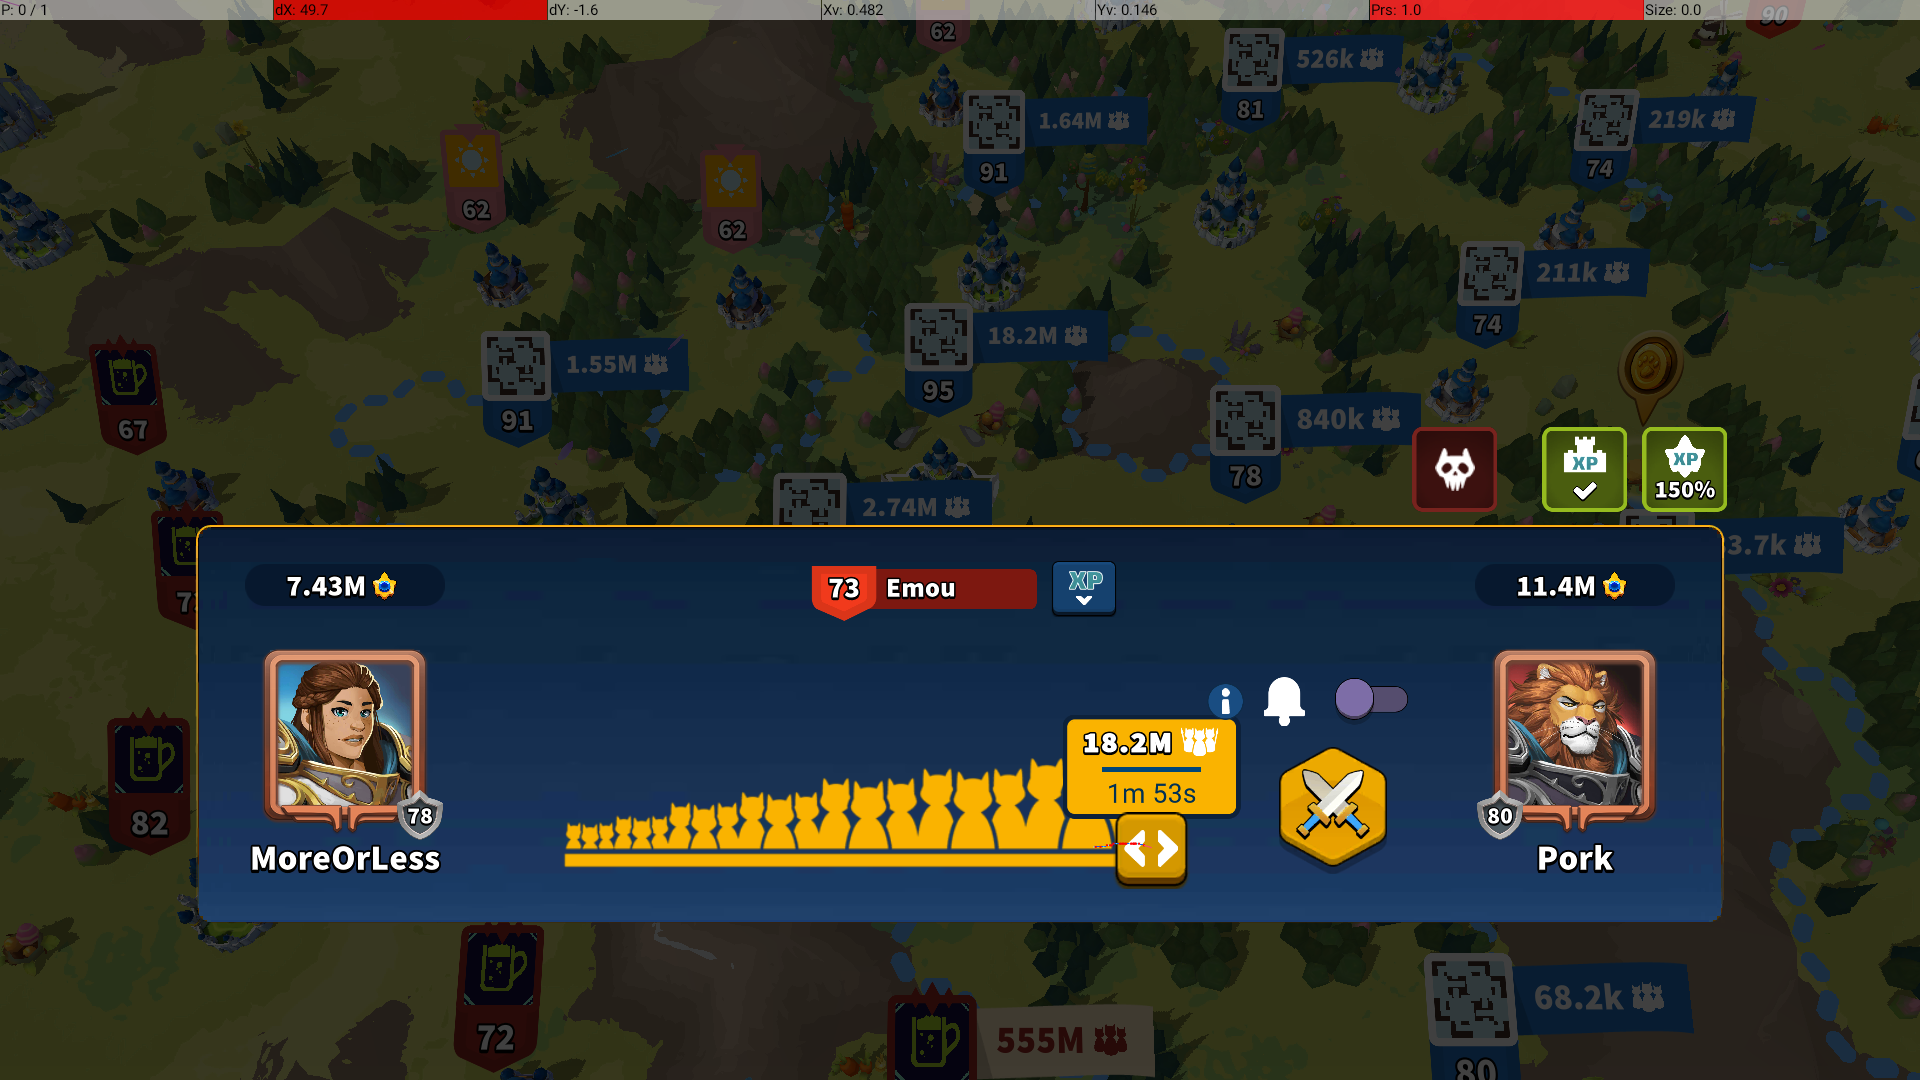 P: 0 / 1
dX: 49.7
dY: -1.6
Xv: 0.482
Yv: 0.146
Prs: 1.0
Size: 0.0
90
62
526k
81
1.64M
91
219k
74
62
62
211k
74
18.2M
95
1.55M
91
67
840k
78
2.74M
XP
XP
150%
3.7k
7.43M
73 Emou
XP
11.4M
82
18.2M
1m 53s
78
80
MoreOrLess
Pork
72
555M
68.2k
80